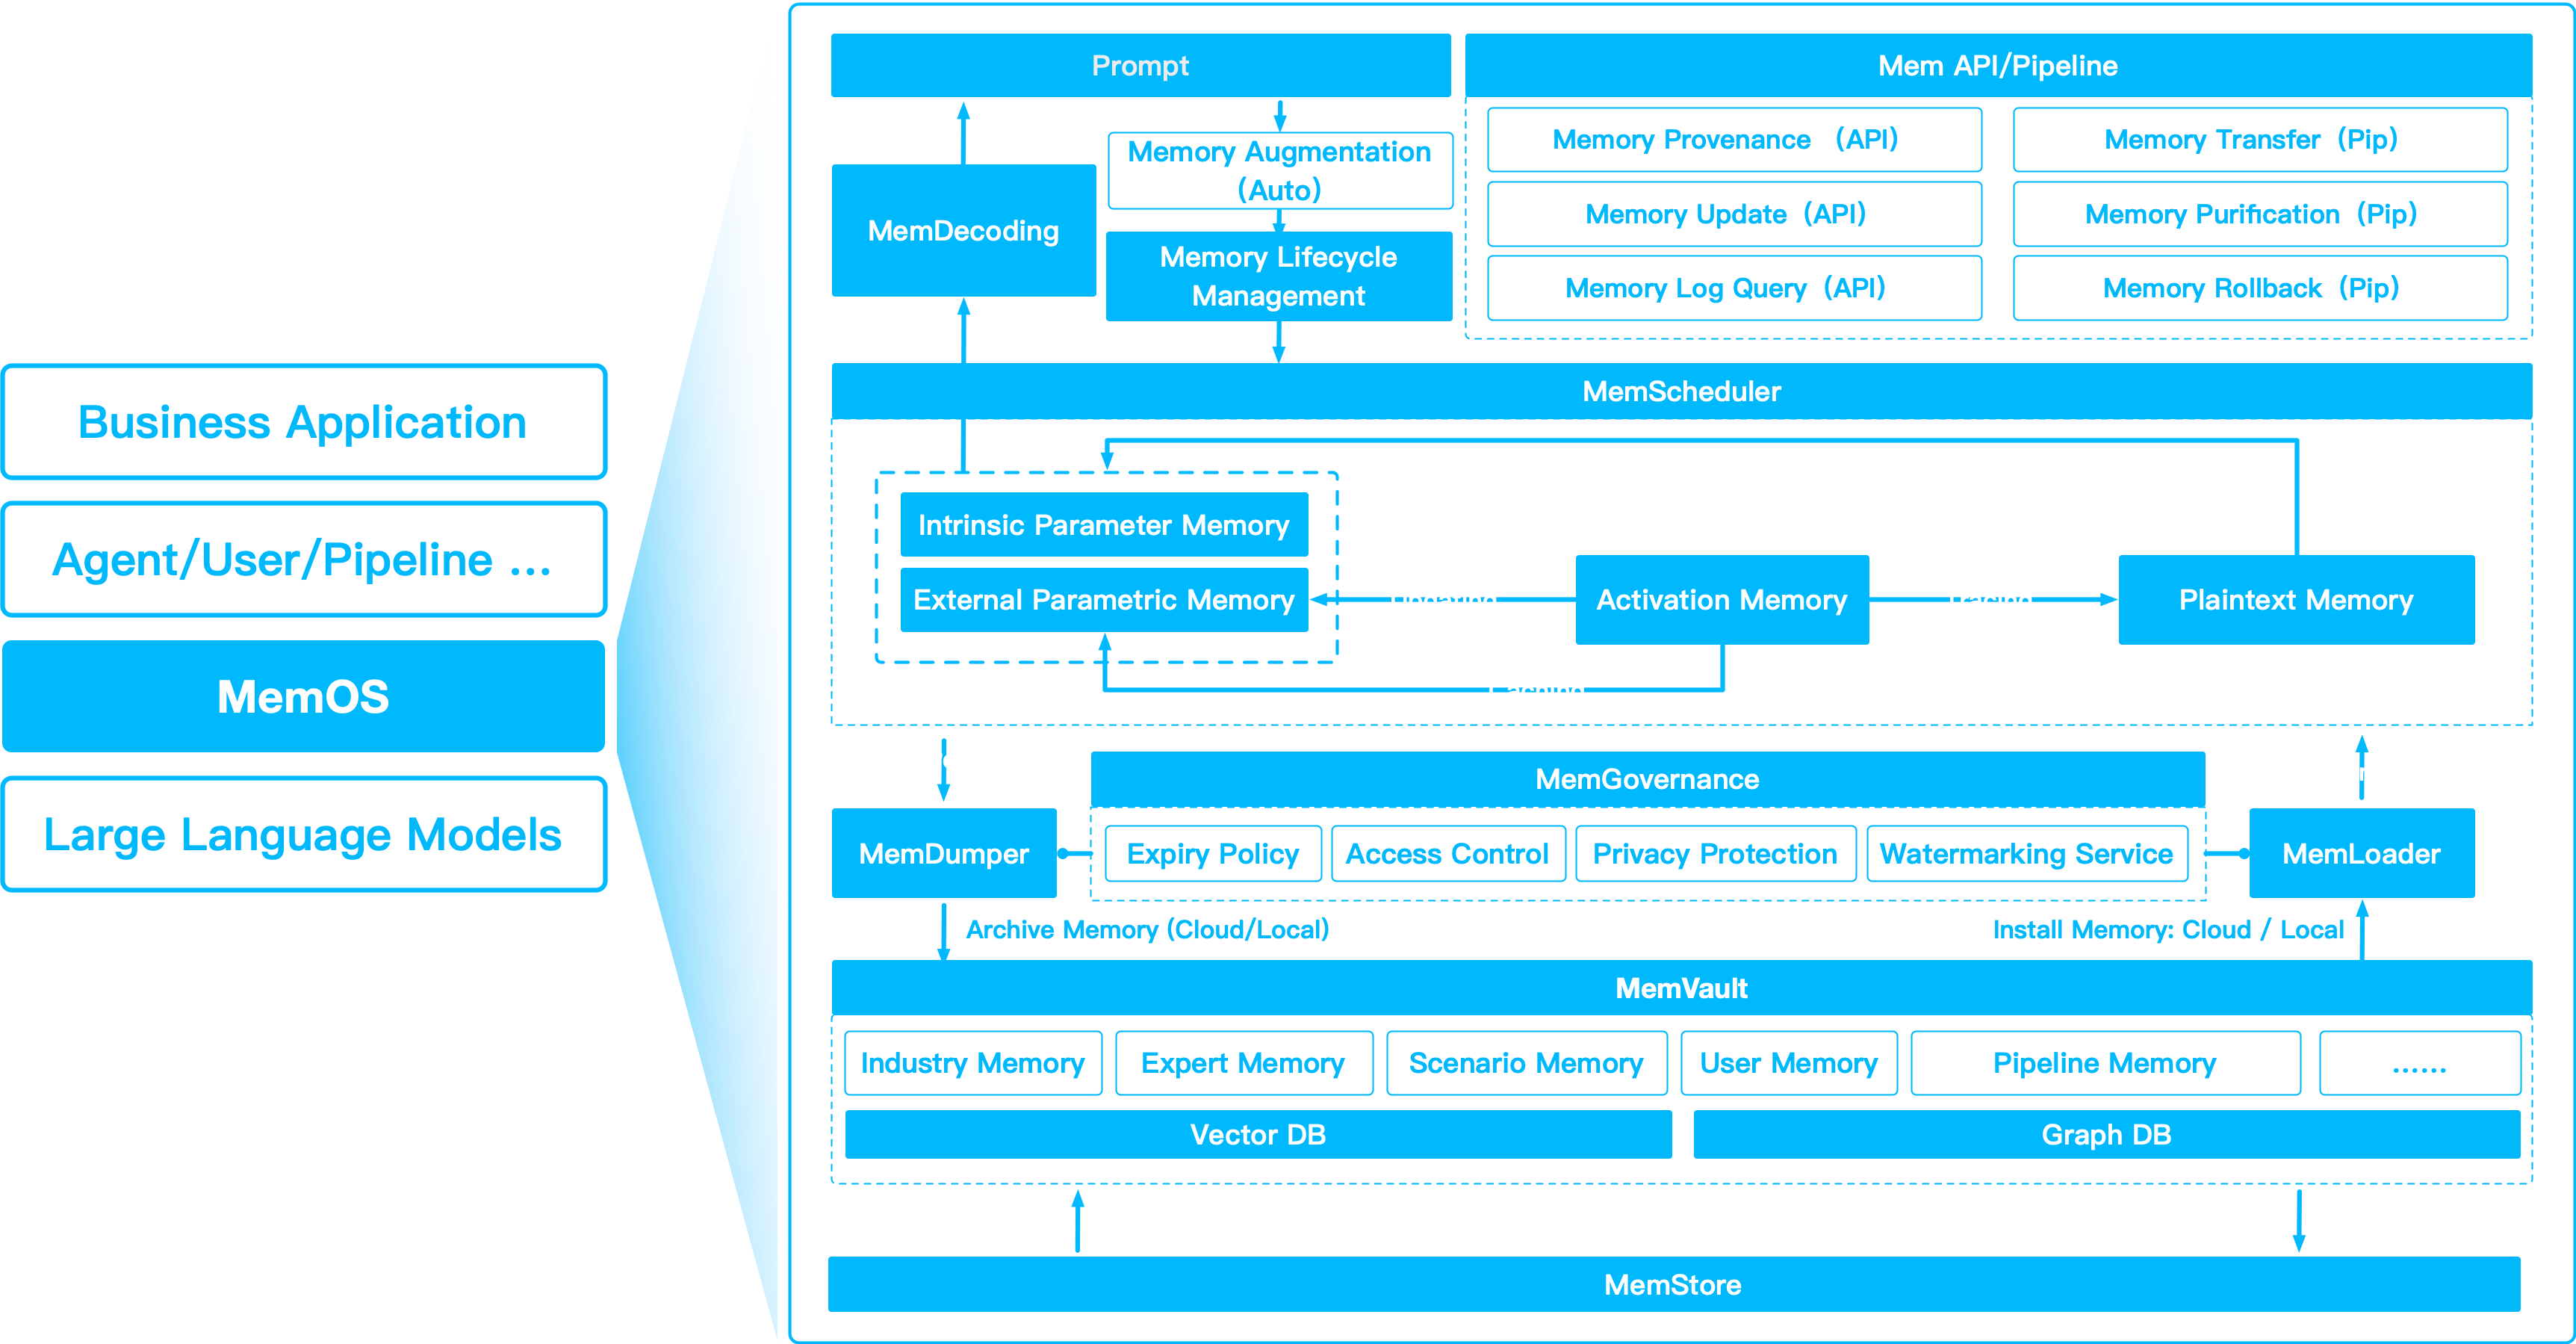 Business Application
Agent/User/Pipeline ...
MemOS
Large Language Models
Prompt
Mem API/Pipeline
Memory Augmentation
（Auto）
MemDecoding
Memory Lifecycle
Management
Memory Provenance （API）
Memory Transfer（Pip）
Memory Update（API）
Memory Purification（Pip）
Memory Log Query（API）
Memory Rollback（Pip）
MemScheduler
Intrinsic Parameter Memory
External Parametric Memory
Activation Memory
Plaintext Memory
MemGovernance
MemDumper
Expiry Policy
Access Control
Privacy Protection
Watermarking Service
MemLoader
Archive Memory (Cloud/Local)
Install Memory: Cloud / Local
MemVault
Industry Memory
Expert Memory
Scenario Memory
User Memory
Pipeline Memory
......
Vector DB
Graph DB
MemStore